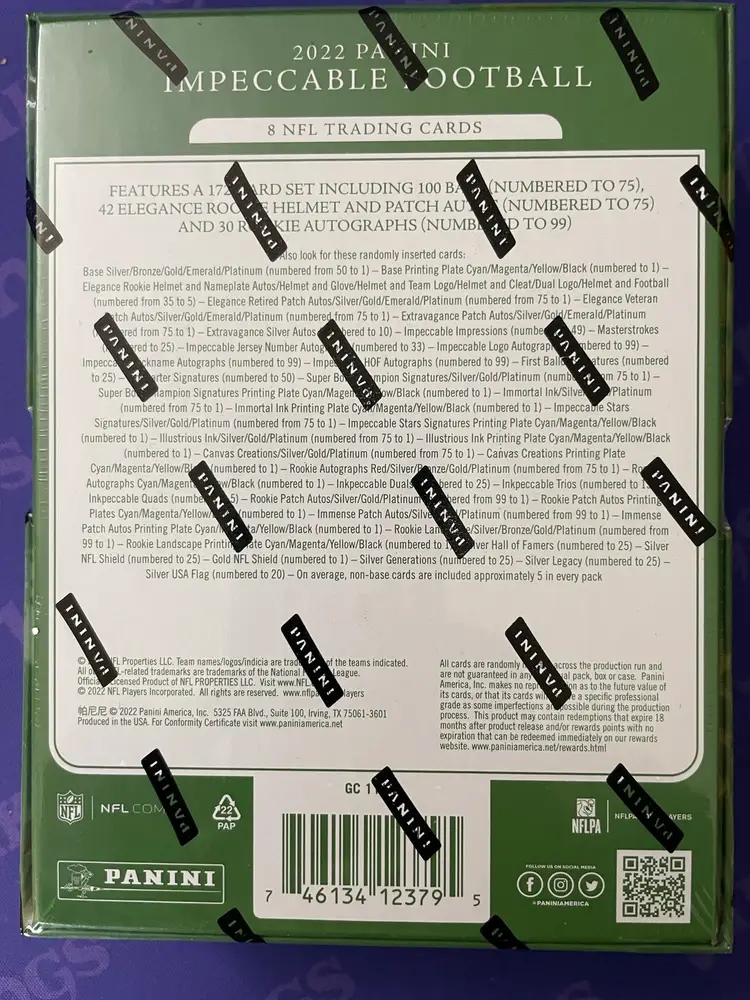 2022 PANINI
IMPECCABLE FOOTBALL
8 NFL TRADING CARDS
FEATURES A 172 CARD SET INCLUDING 100 BASE (NUMBERED TO 75),
42 ELEGANCE ROOKIE HELMET AND PATCH AUTOS (NUMBERED TO 75)
AND 30 ROOKIE AUTOGRAPHS (NUMBERED TO 99)
Also look for these randomly inserted cards:
Base Silver/Bronze/Gold/Emerald/Platinum (numbered from 50 to 1) – Base Printing Plate Cyan/Magenta/Yellow/Black (numbered to 1) –
Elegance Rookie Helmet and Nameplate Autos/Helmet and Glove/Helmet and Team Logo/Helmet and Cleat/Dual Logo/Helmet and Football
(numbered from 35 to 5) – Elegance Retired Patch Autos/Silver/Gold/Emerald/Platinum (numbered from 75 to 1) – Elegance Veteran
Patch Autos/Silver/Gold/Emerald/Platinum (numbered from 75 to 1) – Extravagance Patch Autos/Silver/Gold/Emerald/Platinum
(numbered from 75 to 1) – Extravagance Silver Autos (numbered to 10) – Impeccable Impressions (numbered to 49) – Masterstrokes
(numbered to 25) – Impeccable Jersey Number Autographs (numbered to 33) – Impeccable Logo Autographs (numbered to 99) –
Impeccable Nickname Autographs (numbered to 99) – Impeccable HOF Autographs (numbered to 99) – First Ballot Signatures (numbered
to 25) – Charter Signatures (numbered to 50) – Super Bowl Champion Signatures/Silver/Gold/Platinum (numbered from 75 to 1) –
Super Bowl Champion Signatures Printing Plate Cyan/Magenta/Yellow/Black (numbered to 1) – Immortal Ink/Silver/Gold/Platinum
(numbered from 75 to 1) – Immortal Ink Printing Plate Cyan/Magenta/Yellow/Black (numbered to 1) – Impeccable Stars
Signatures/Silver/Gold/Platinum (numbered from 75 to 1) – Impeccable Stars Signatures Printing Plate Cyan/Magenta/Yellow/Black
(numbered to 1) – Illustrious Ink/Silver/Gold/Platinum (numbered from 75 to 1) – Illustrious Ink Printing Plate Cyan/Magenta/Yellow/Black
(numbered to 1) – Canvas Creations/Silver/Gold/Platinum (numbered from 75 to 1) – Canvas Creations Printing Plate
Cyan/Magenta/Yellow/Black (numbered to 1) – Rookie Autographs Red/Silver/Bronze/Gold/Platinum (numbered from 75 to 1) – Rookie
Autographs Cyan/Magenta/Yellow/Black (numbered to 1) – Inkpeccable Duals (numbered to 25) – Inkpeccable Trios (numbered to
Inkpeccable Quads (numbered to 5) – Rookie Patch Autos/Silver/Gold/Platinum (numbered from 99 to 1) – Rookie Patch Autos Printing
Plates Cyan/Magenta/Yellow/Black (numbered to 1) – Immense Patch Autos/Silver/Gold/Platinum (numbered from 99 to 1) – Immense
Patch Autos Printing Plate Cyan/Magenta/Yellow/Black (numbered to 1) – Rookie Landscape/Silver/Bronze/Gold/Platinum (numbered from
99 to 1) – Rookie Landscape Printing Plate Cyan/Magenta/Yellow/Black (numbered to 1) – Silver Hall of Famers (numbered to 25) – Silver
NFL Shield (numbered to 25) – Gold NFL Shield (numbered to 1) – Silver Generations (numbered to 25) – Silver Legacy (numbered to 25) –
Silver USA Flag (numbered to 20) – On average, non-base cards are included approximately 5 in every pack
© 2022 NFL Properties LLC. Team names/logos/indicia are trademarks of the teams indicated.
All other NFL-related trademarks are trademarks of the National Football League.
Officially Licensed Product of NFL PROPERTIES LLC. Visit www.NFL
© 2022 NFL Players Incorporated. All rights are reserved. www.nflpa.com/players
帕尼尼 © 2022 Panini America, Inc. 5325 FAA Blvd., Suite 100, Irving, TX 75061-3601
Produced in the USA. For Conformity Certificate visit www.paniniamerica.net
All cards are randomly inserted across the production run and
are not guaranteed in any individual pack, box or case. Panini
America, Inc. makes no representation as to the future value of
its cards, or that its cards will achieve a specific professional
grade as some imperfections are possible during the production
process. This product may contain redemptions that expire 18
months after product release and/or rewards points with no
expiration that can be redeemed immediately on our rewards
website. www.paniniamerica.net/rewards.html
NFL
NFL.COM
22
PAP
GC
NFLPA
PANINI
7 46134 12379 5
FOLLOW US ON SOCIAL MEDIA
@PANINIAMERICA